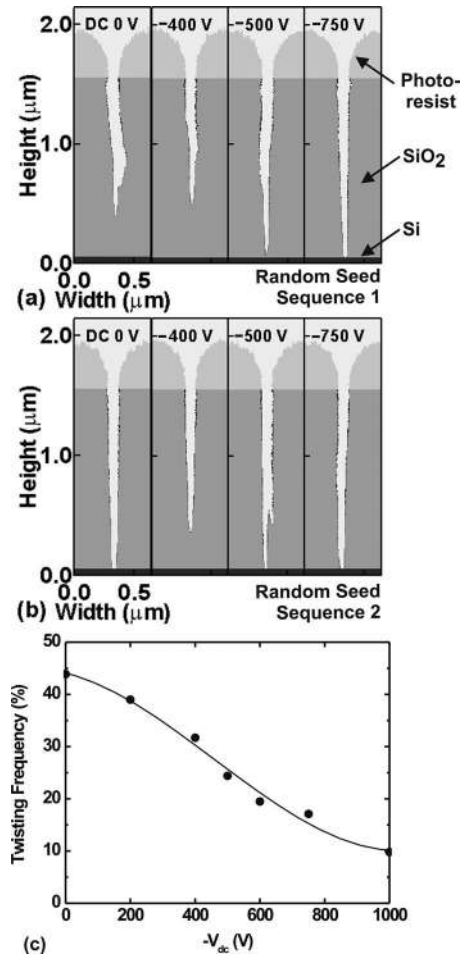 DC 0 V −400 V −500 V −750 V
2.0
1.0
0.0
Height (μm)
Photo-
resist
SiO2
Si
0.0 0.5
(a) Width (μm)
Random Seed
Sequence 1
DC 0 V −400 V −500 V −750 V
2.0
1.0
0.0
Height (μm)
0.0 0.5
(b) Width (μm)
Random Seed
Sequence 2
50
40
30
20
10
0
Twisting Frequency (%)
0 200 400 600 800 1000
(c) -Vdc (V)